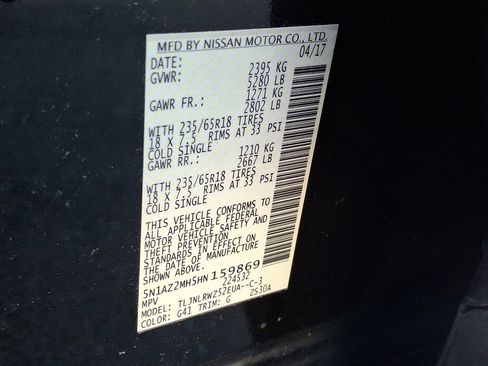 MFD BY NISSAN MOTOR CO., LTD.
DATE: 04/17
GVWR: 2395 KG
5280 LB
GAWR FR.: 1271 KG
2802 LB
WITH 235/65R18 TIRES
18 X 7.5 RIMS AT 33 PSI
COLD SINGLE
GAWR RR.: 1210 KG
2667 LB
WITH 235/65R18 TIRES
18 X 7.5 RIMS AT 33 PSI
COLD SINGLE
THIS VEHICLE CONFORMS TO
ALL APPLICABLE FEDERAL
MOTOR VEHICLE SAFETY AND
THEFT PREVENTION
STANDARDS IN EFFECT ON
THE DATE OF MANUFACTURE
5N1AZ2MH5HN159869
MPV 224532
MODEL: TLJNLRWZ52EUA--C-3
COLOR: G41 TRIM: G Z530A